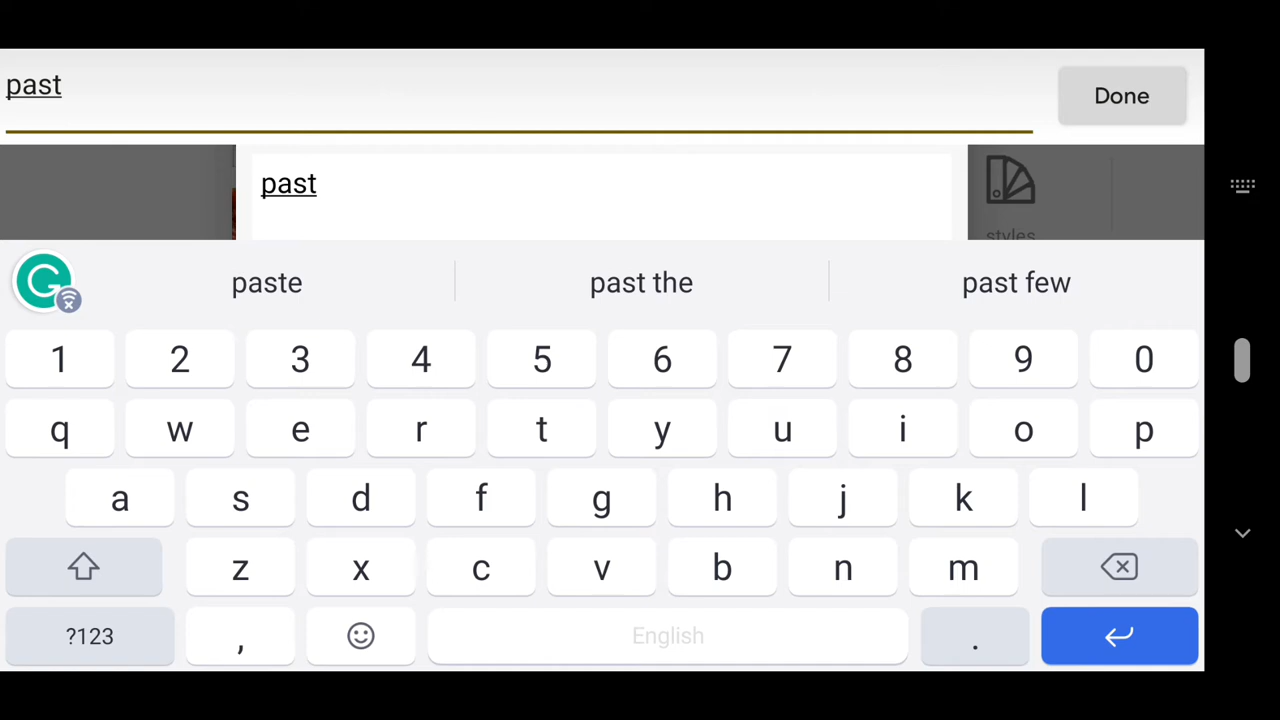 past
Done
past
styles
paste past the past few
1 2 3 4 5 6 7 8 9 0
q w e r t y u i o p
a s d f g h j k l
z x c v b n m
?123 , English .